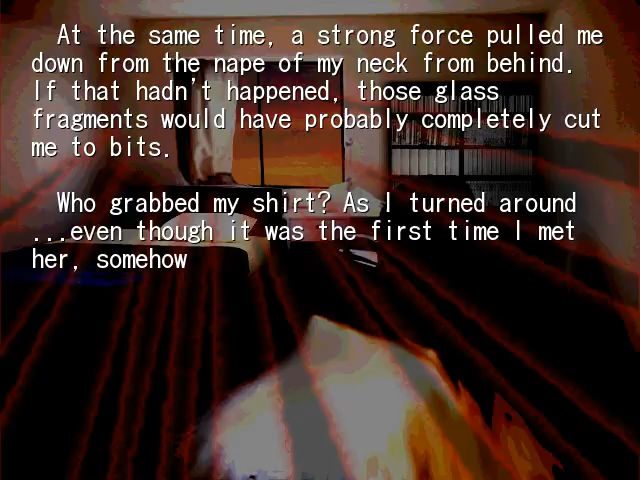 At the same time, a strong force pulled me
down from the nape of my neck from behind.
If that hadn't happened, those glass
fragments would have probably completely cut
me to bits.
Who grabbed my shirt? As I turned around
...even though it was the first time I met
her, somehow